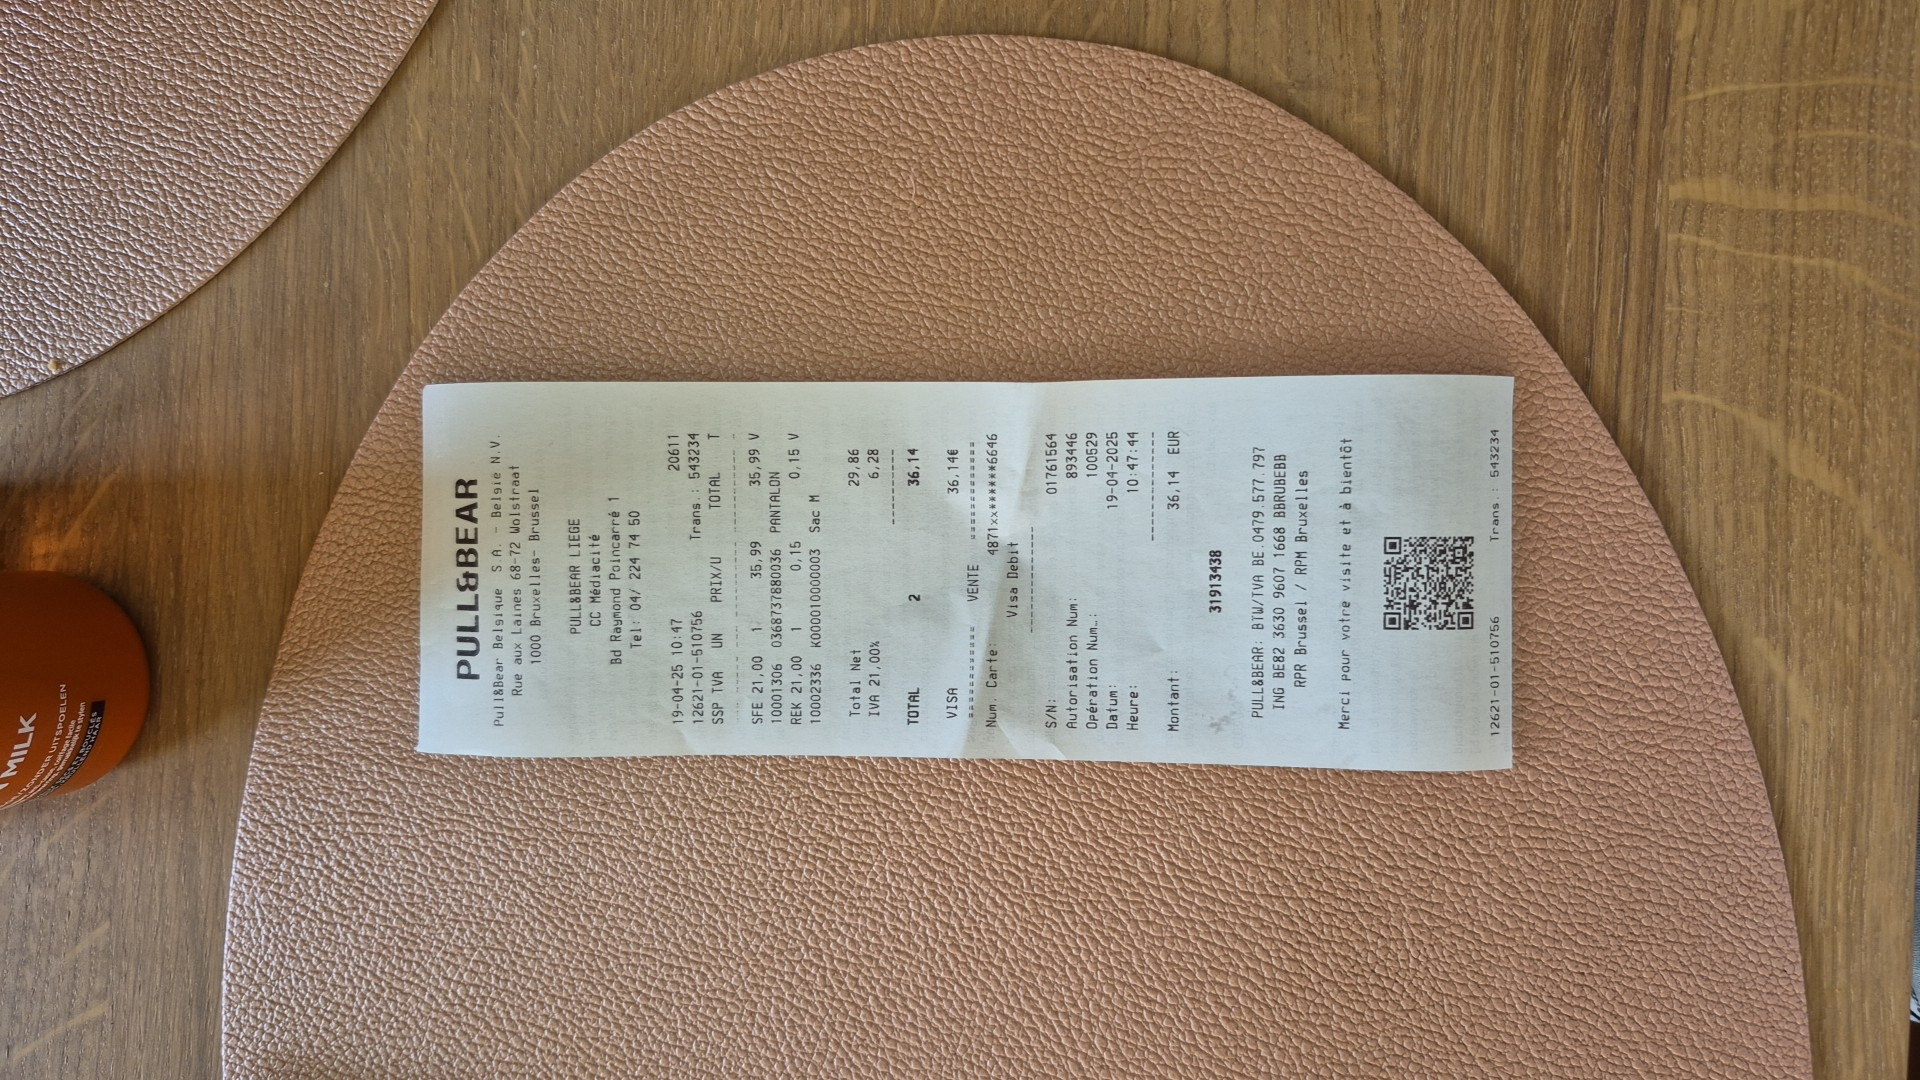 PULL&BEAR
Pull&Bear Belgique S.A. - België N.V.
Rue aux Laines 68-72 Wolstraat
1000 Bruxelles- Brussel
PULL&BEAR LIEGE
CC Médiacité
Bd Raymond Poincarré 1
Tel: 04/ 224 74 50
19-04-25 10:47 20611
12621-01-510756 Trans.: 543234
SSP TVA UN PRIX/U TOTAL T
SFE 21,00 1 35,99 35,99 V
10001306 0368737880036 PANTALON
REK 21,00 1 0,15 0,15 V
10002336 K0000100000003 Sac M
Total Net 29,86
IVA 21,00% 6,28
TOTAL 2 36,14
VISA 36,14€
======== VENTE ========
Num. Carte: 4871xx******6646
Visa Debit
S/N: 01761564
Autorisation Num: 893446
Opération Num.: 100529
Datum: 19-04-2025
Heure: 10:47:44
Montant: 36,14 EUR
31913438
PULL&BEAR: BTW/TVA BE.0479.577.797
ING BE82 3630 9607 1668 BBRUBEBB
RPR Brussel / RPM Bruxelles
Merci pour votre visite et à bientôt
12621-01-510756 Trans.: 543234
MILK
ZONDER UITSPOELEN